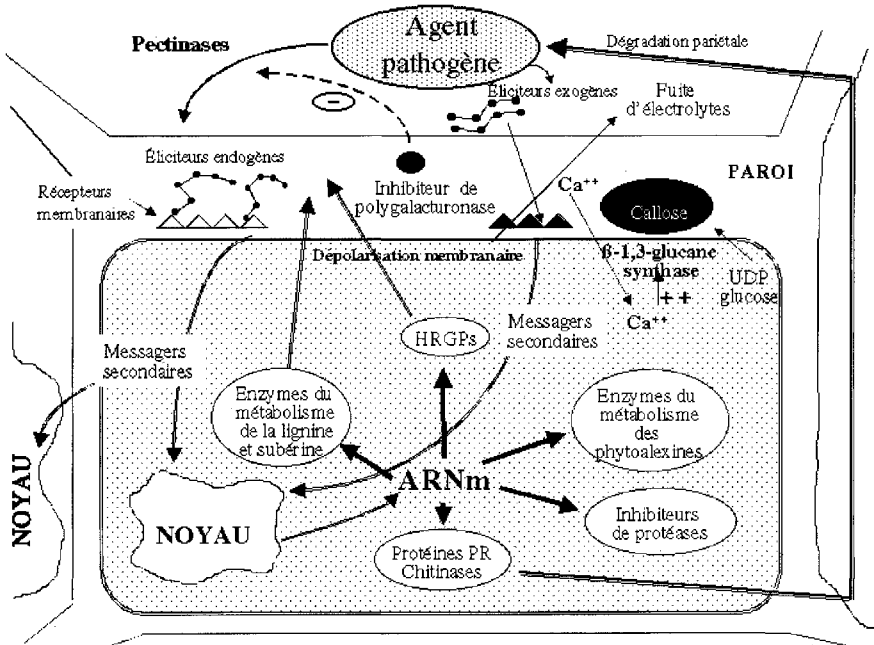 Agent
pathogène
Pectinases
Dégradation pariétale
Éliciteurs exogènes
Fuite
d'électrolytes
−
Éliciteurs endogènes
PAROI
Récepteurs
membranaires
Inhibiteur de
polygalacturonase
Ca++
Callose
Dépolarisation membranaire
ß-1,3-glucane
synthase
UDP
glucose
++
Ca++
HRGPs
Messagers
secondaires
Messagers
secondaires
Enzymes du
métabolisme
de la lignine
et subérine
Enzymes du
métabolisme
des
phytoalexines
ARNm
NOYAU
NOYAU
Inhibiteurs
de protéases
Protéines PR
Chitinases